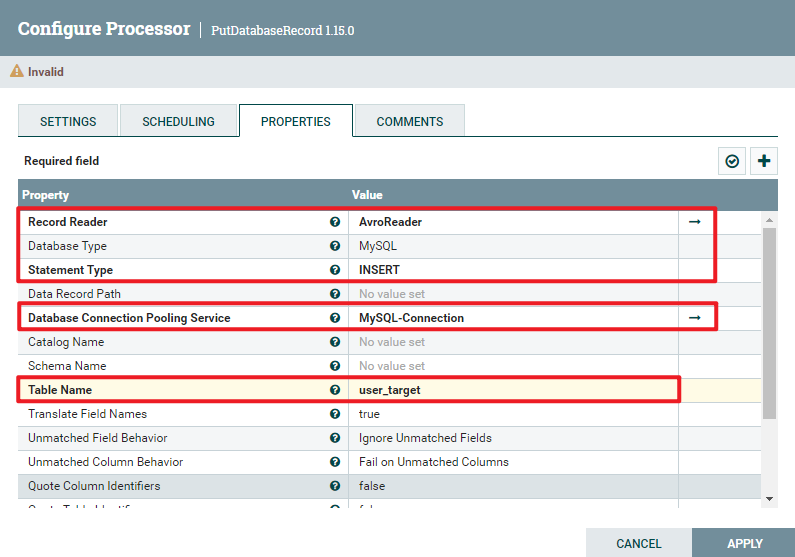 Configure Processor | PutDatabaseRecord 1.15.0
Invalid
SETTINGS SCHEDULING PROPERTIES COMMENTS
Required field
Property Value
Record Reader AvroReader
Database Type MySQL
Statement Type INSERT
Data Record Path No value set
Database Connection Pooling Service MySQL-Connection
Catalog Name No value set
Schema Name No value set
Table Name user_target
Translate Field Names true
Unmatched Field Behavior Ignore Unmatched Fields
Unmatched Column Behavior Fail on Unmatched Columns
Quote Column Identifiers false
CANCEL APPLY